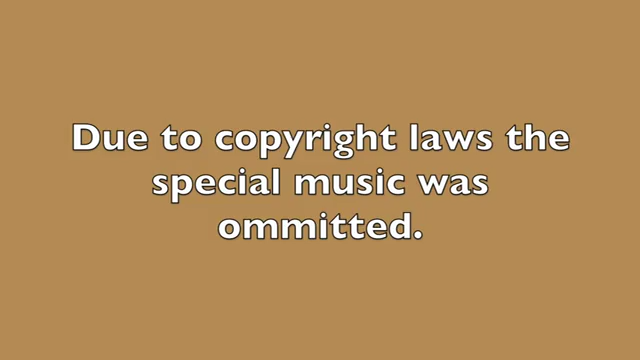 Due to copyright laws the
special music was
ommitted.